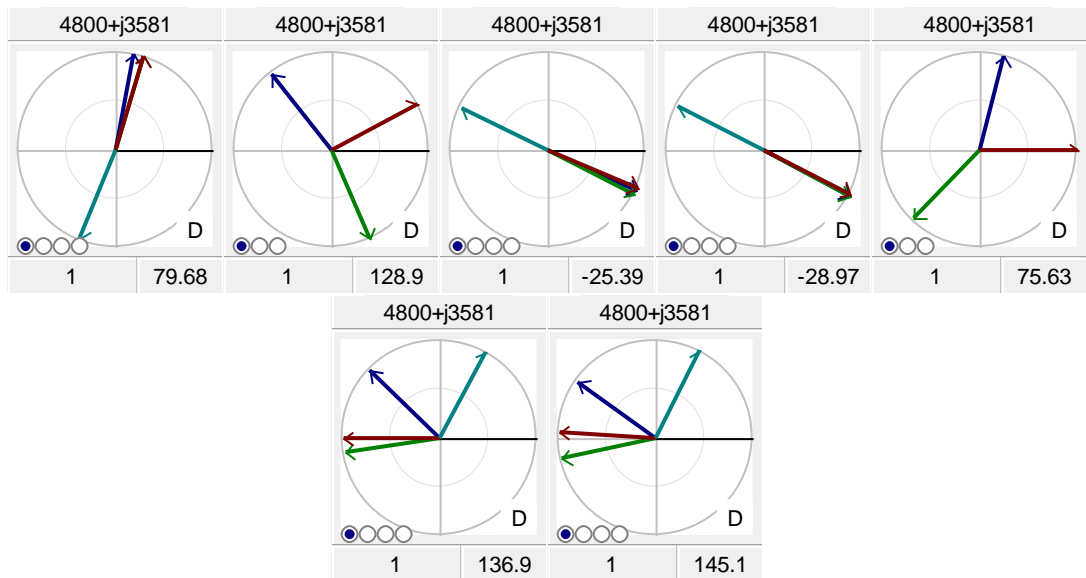 4800+j3581 4800+j3581 4800+j3581 4800+j3581 4800+j3581
D D D D D
1 79.68 1 128.9 1 -25.39 1 -28.97 1 75.63
4800+j3581 4800+j3581
D D
1 136.9 1 145.1